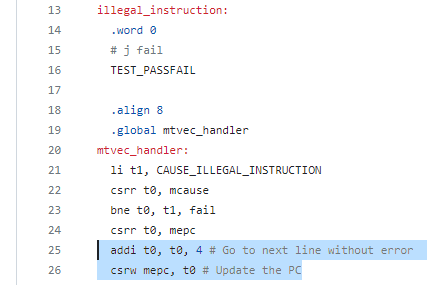 13 illegal_instruction:
14 .word 0
15 # j fail
16 TEST_PASSFAIL
17
18 .align 8
19 .global mtvec_handler
20 mtvec_handler:
21 li t1, CAUSE_ILLEGAL_INSTRUCTION
22 csrr t0, mcause
23 bne t0, t1, fail
24 csrr t0, mepc
25 addi t0, t0, 4 # Go to next line without error
26 csrw mepc, t0 # Update the PC